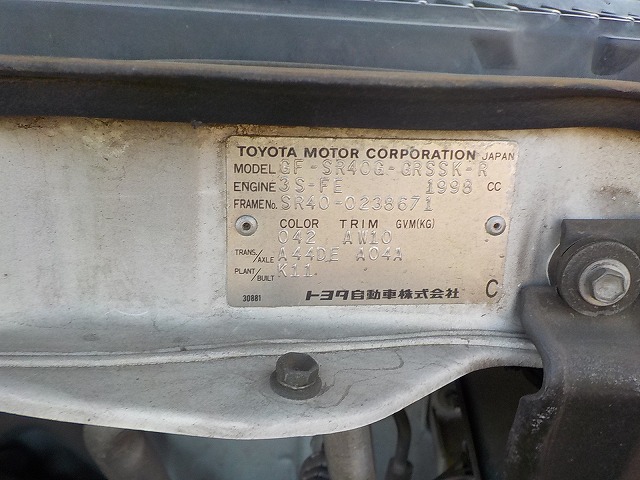 TOYOTA MOTOR CORPORATION JAPAN
MODEL GF-SR40G-GRSSK-R
ENGINE 3S-FE 1998 CC
FRAME No. SR40-0238671
COLOR TRIM GVM(KG)
042 AW10
TRANS./AXLE A44DE A04A
PLANT/BUILT K11
30881 トヨタ自動車株式会社 C